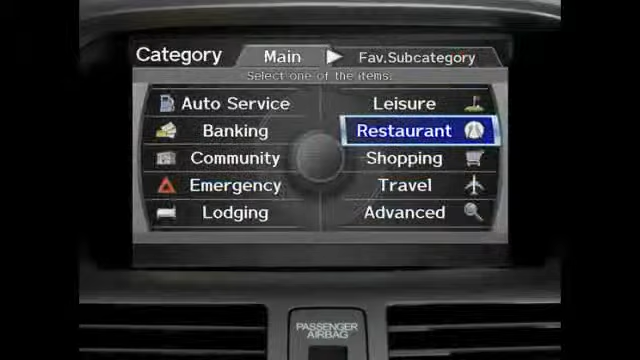 Category
Main
Fav.Subcategory
Select one of the items.
Auto Service
Leisure
Banking
Restaurant
Community
Shopping
Emergency
Travel
Lodging
Advanced
PASSENGER
AIRBAG